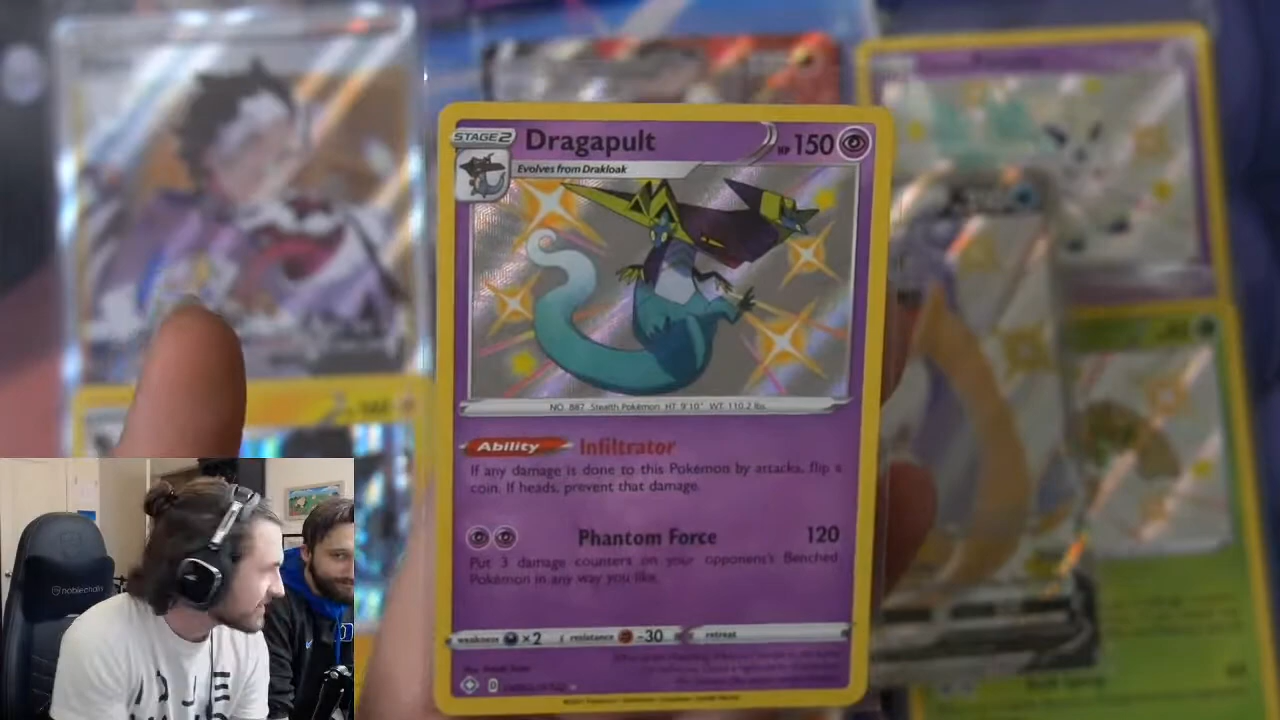 STAGE 2
Dragapult
HP 150
Evolves from Drakloak
NO. 887 Stealth Pokémon HT 9'10" WT 110.2 lbs.
Ability Infiltrator
If any damage is done to this Pokémon by attacks, flip a
coin. If heads, prevent that damage.
Phantom Force 120
Put 3 damage counters on your opponent's Benched
Pokémon in any way you like.
weakness ×2 resistance -30 retreat
noblechairs